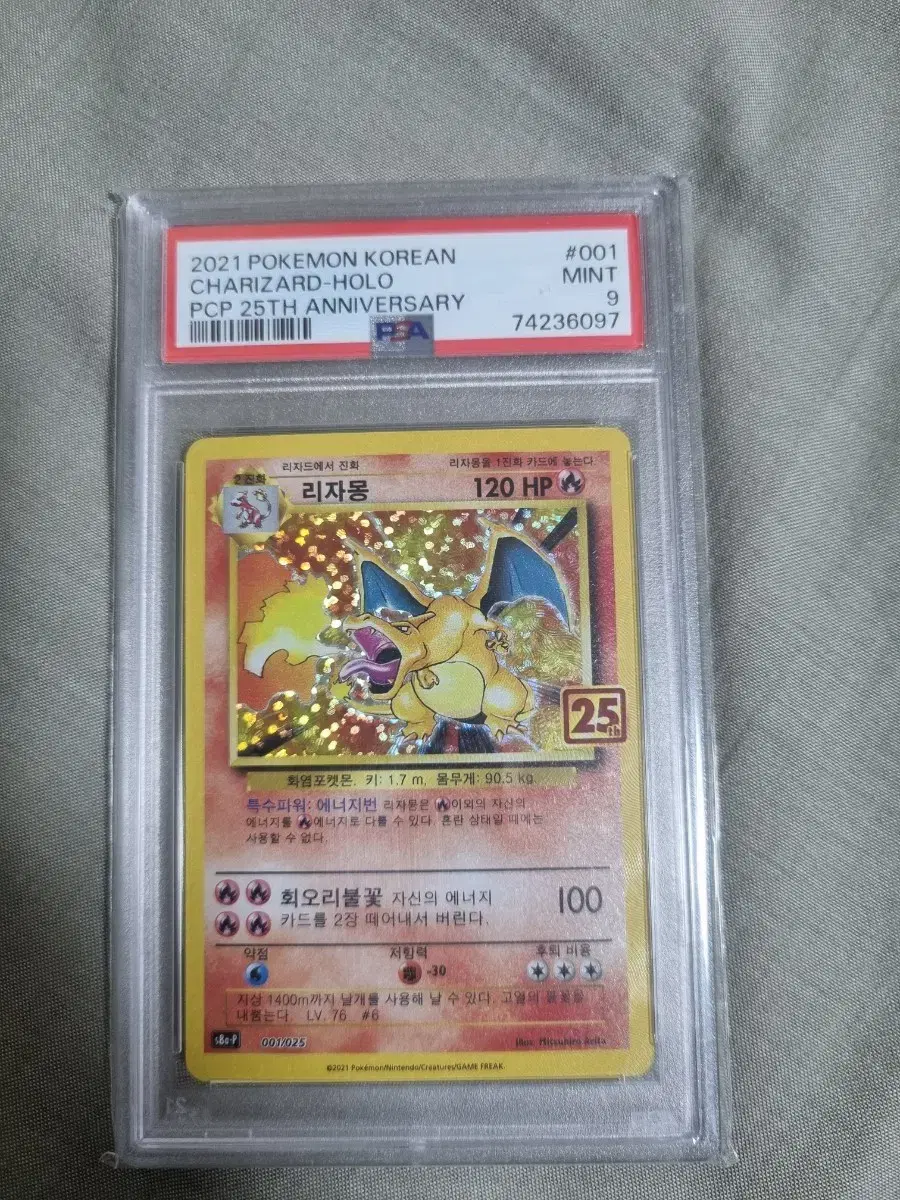 2021 POKEMON KOREAN #001
CHARIZARD-HOLO MINT
PCP 25TH ANNIVERSARY 9
PSA 74236097
리자드에서 진화 리자몽을 1진화 카드에 놓는다
2진화 리자몽 120 HP
25th
화염포켓몬. 키: 1.7 m. 몸무게: 90.5 kg.
특수파워: 에너지번 리자몽은 이외의 자신의
에너지를 에너지로 다룰 수 있다. 혼란 상태일 때에는
사용할 수 없다.
회오리불꽃 자신의 에너지 100
카드를 2장 떼어내서 버린다.
약점 저항력 후퇴 비용
-30
지상 1400m까지 날개를 사용해 날 수 있다. 고열의 불꽃을
내뿜는다. LV. 76 #6
s8a-P 001/025 Illus. Mitsuhiro Arita
©2021 Pokémon/Nintendo/Creatures/GAME FREAK.